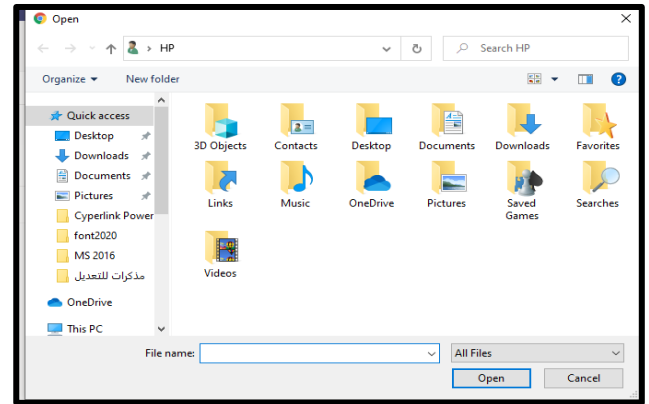 Open
HP
Search HP
Organize New folder
Quick access
Desktop
Downloads
Documents
Pictures
Cyperlink Power
font2020
MS 2016
مذكرات للتعديل
OneDrive
This PC
3D Objects Contacts Desktop Documents Downloads Favorites
Links Music OneDrive Pictures Saved Games Searches
Videos
File name: All Files
Open Cancel